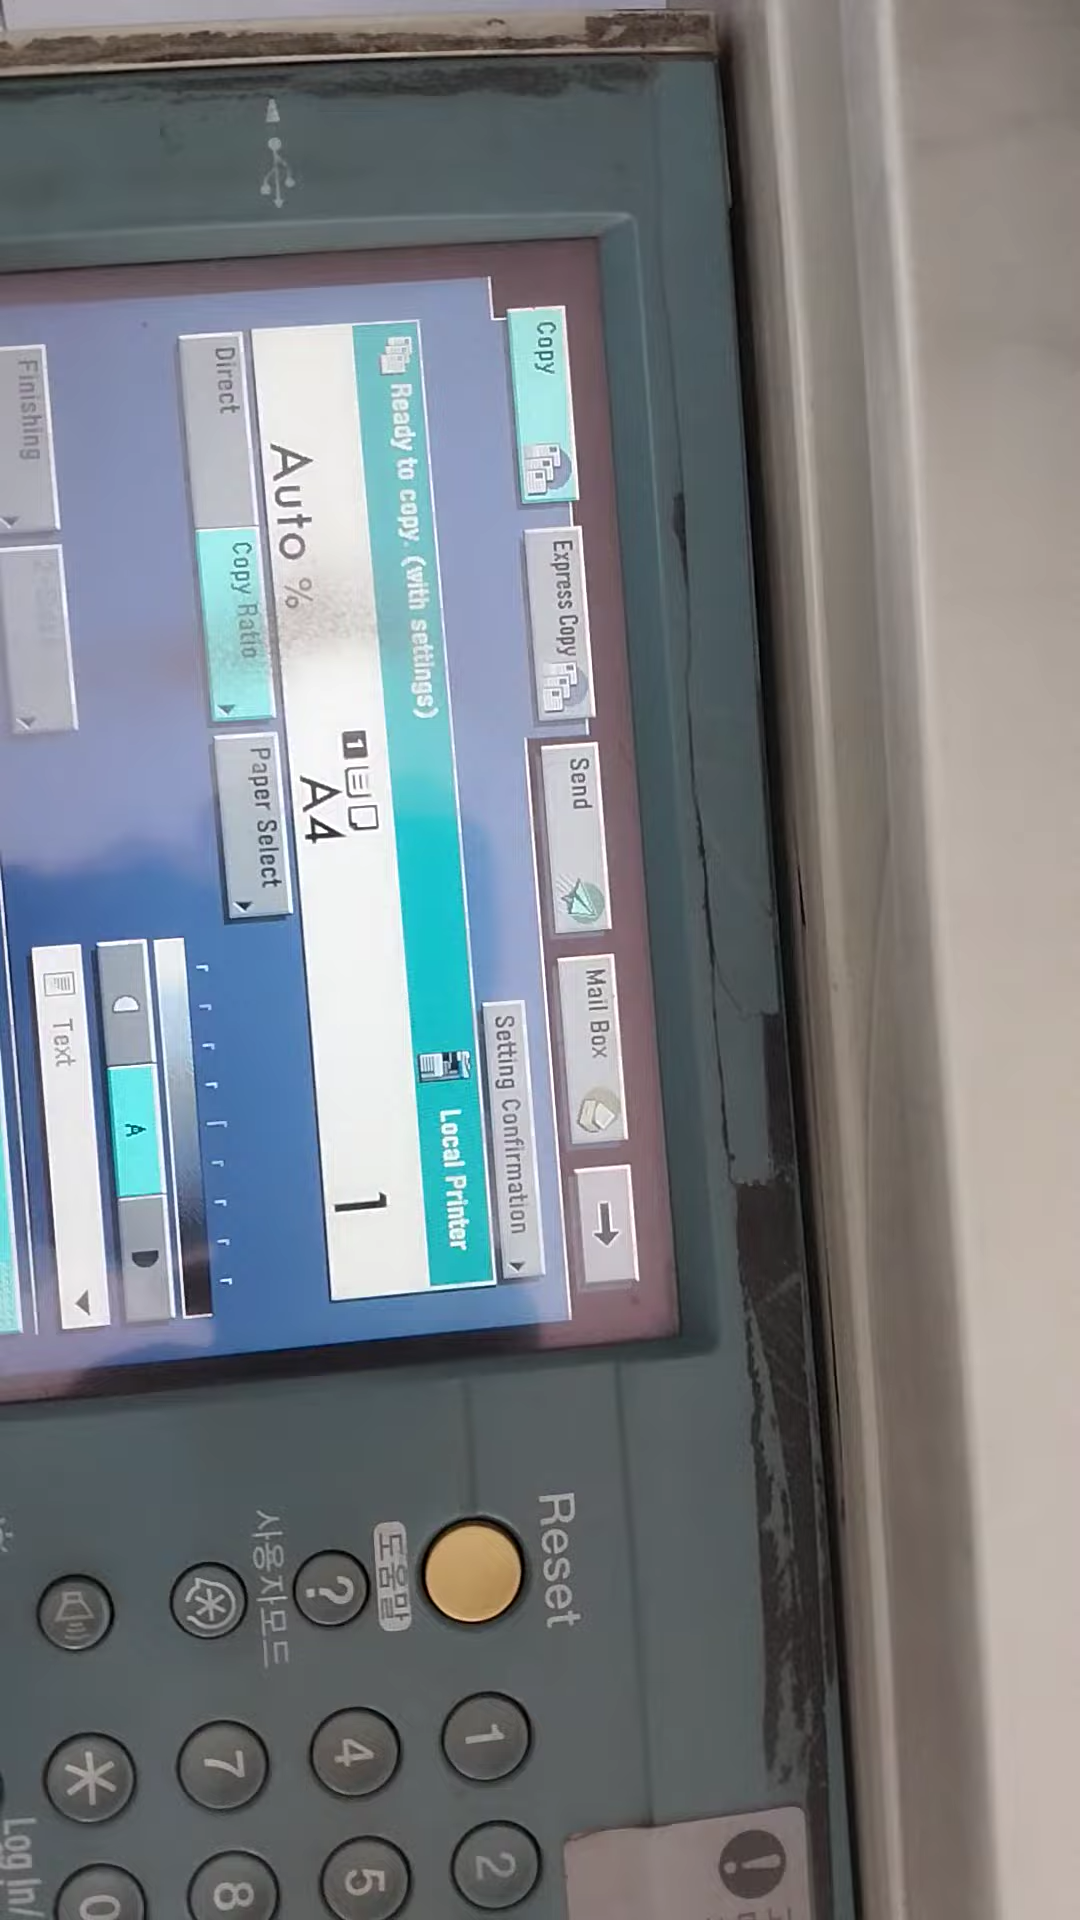 Copy
Express Copy
Send
Mail Box
Setting Confirmation
Ready to copy. (with settings)
Local Printer
Auto %
1
A4
1
Direct
Copy Ratio
Paper Select
A
Text
Finishing
Reset
도움말
?
사용자모드
1
2
4
5
7
8
*
0
Log In/